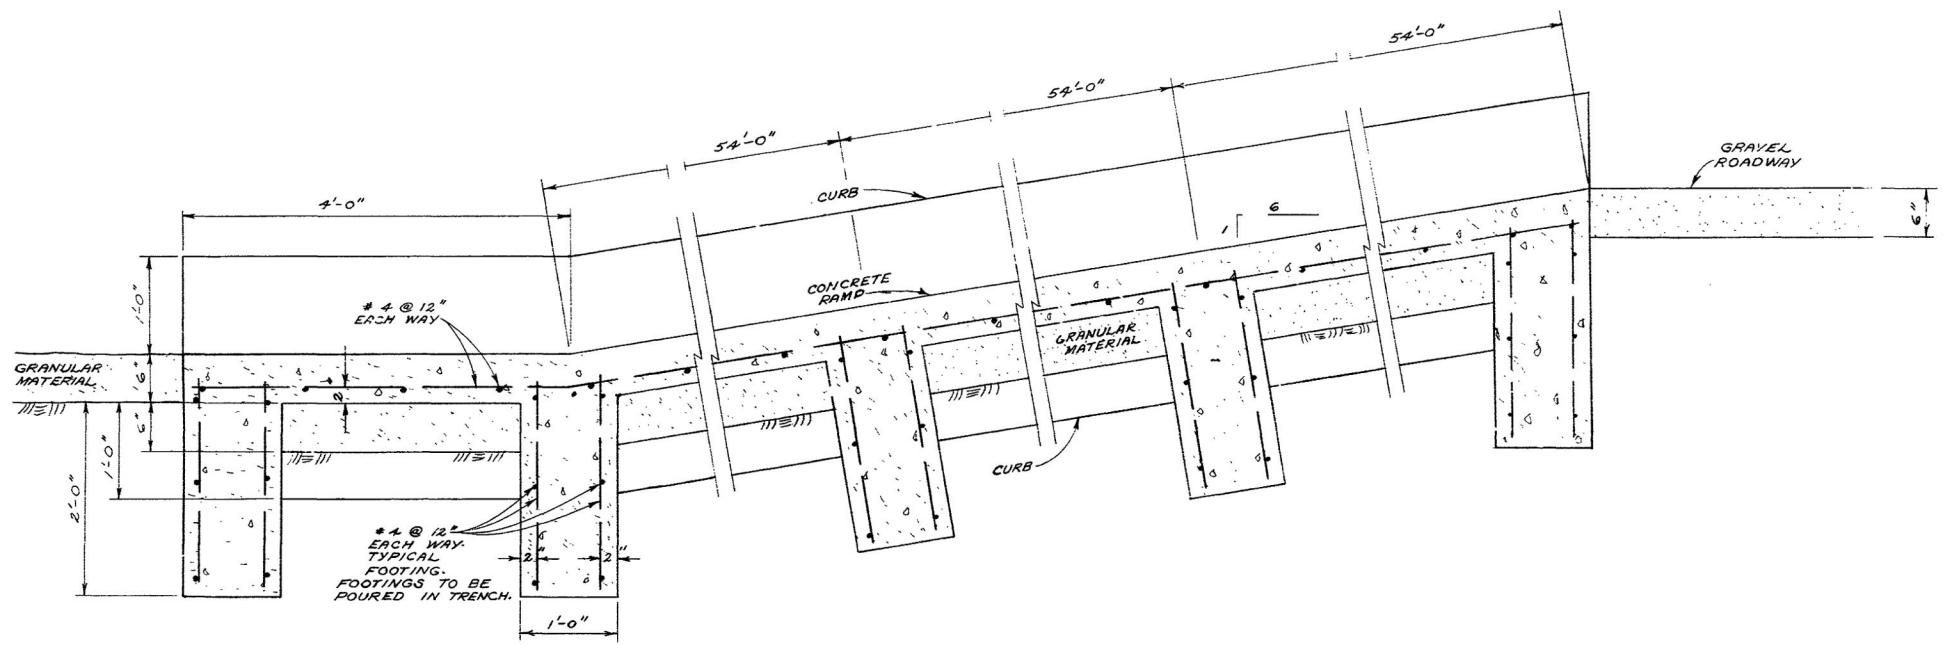 54'-0"
54'-0"
54'-0"
GRAVEL
ROADWAY
4'-0"
CURB
6
1
6"
CONCRETE
RAMP
1'-0"
# 4 @ 12"
EACH WAY
GRANULAR
MATERIAL
GRANULAR
MATERIAL
6"
2"
6"
1'-0"
2'-0"
CURB
# 4 @ 12"
EACH WAY.
TYPICAL
FOOTING.
FOOTINGS TO BE
POURED IN TRENCH.
2"
2"
1'-0"